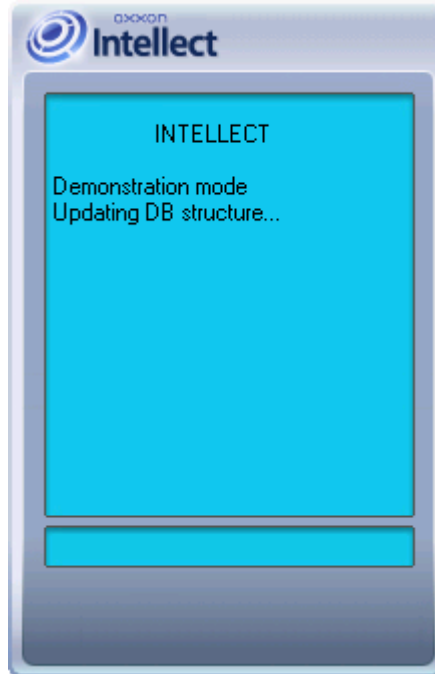 axxon
Intellect
INTELLECT
Demonstration mode
Updating DB structure...